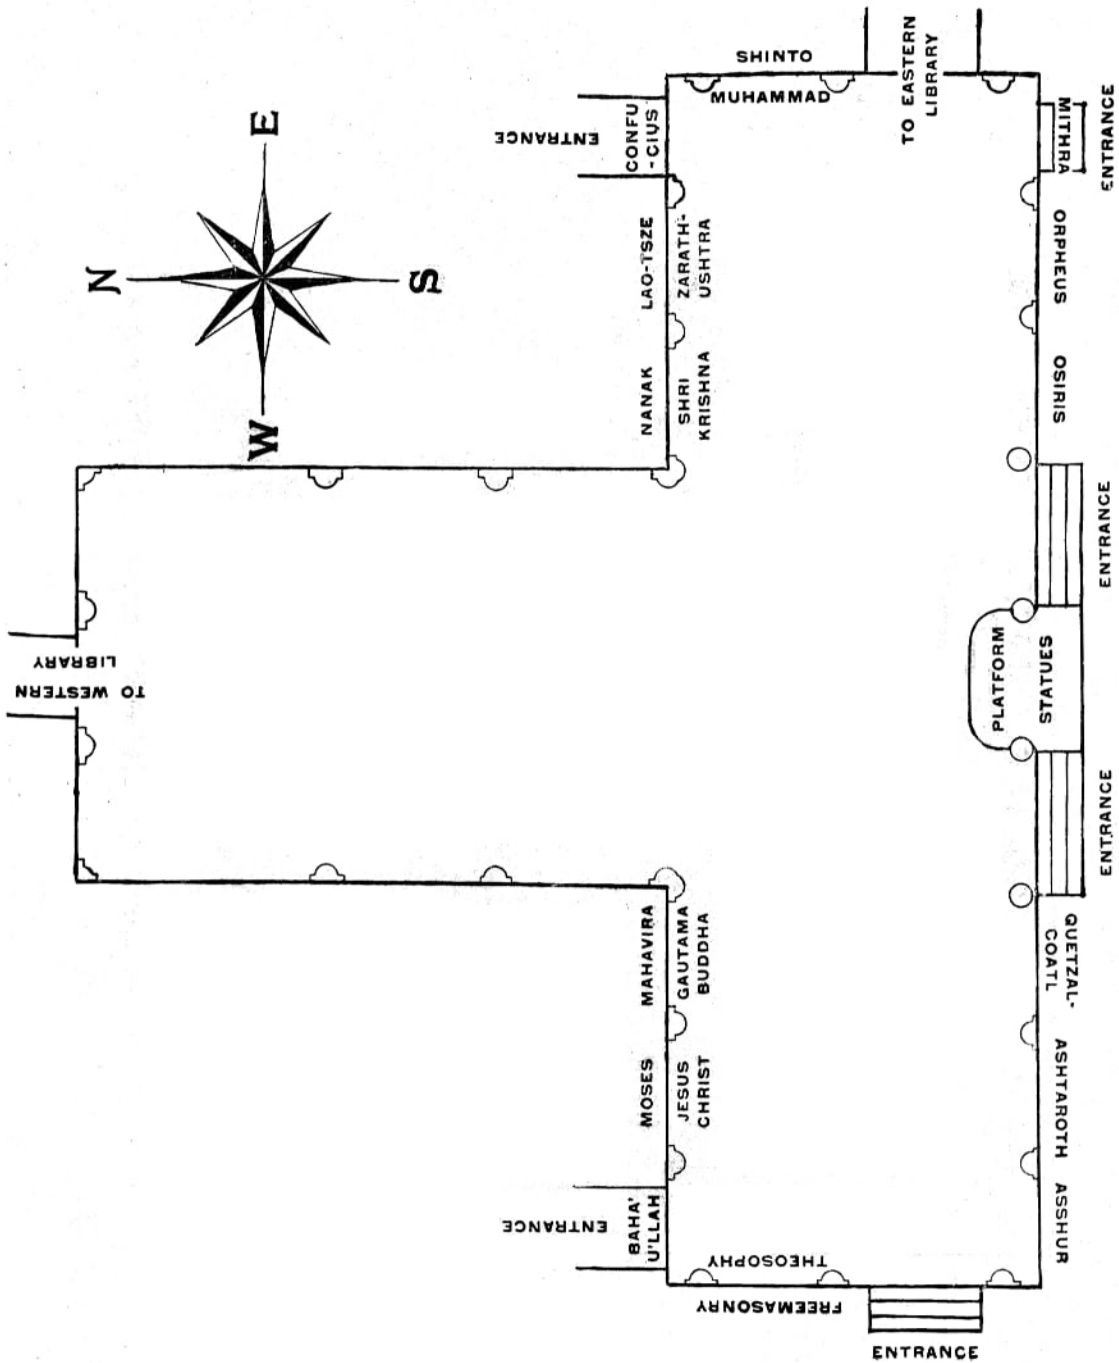 SHINTO
MUHAMMAD
TO EASTERN
LIBRARY
ENTRANCE
CONFU
-CIUS
MITHRA
ENTRANCE
E
N
S
W
LAO-TSZE
ZARATH-
USHTRA
ORPHEUS
NANAK
SHRI
KRISHNA
OSIRIS
ENTRANCE
TO WESTERN
LIBRARY
PLATFORM
STATUES
ENTRANCE
MAHAVIRA
GAUTAMA
BUDDHA
QUETZAL-
COATL
MOSES
JESUS
CHRIST
ASHTAROTH
ENTRANCE
BAHA'
U'LLAH
ASSHUR
THEOSOPHY
FREEMASONRY
ENTRANCE